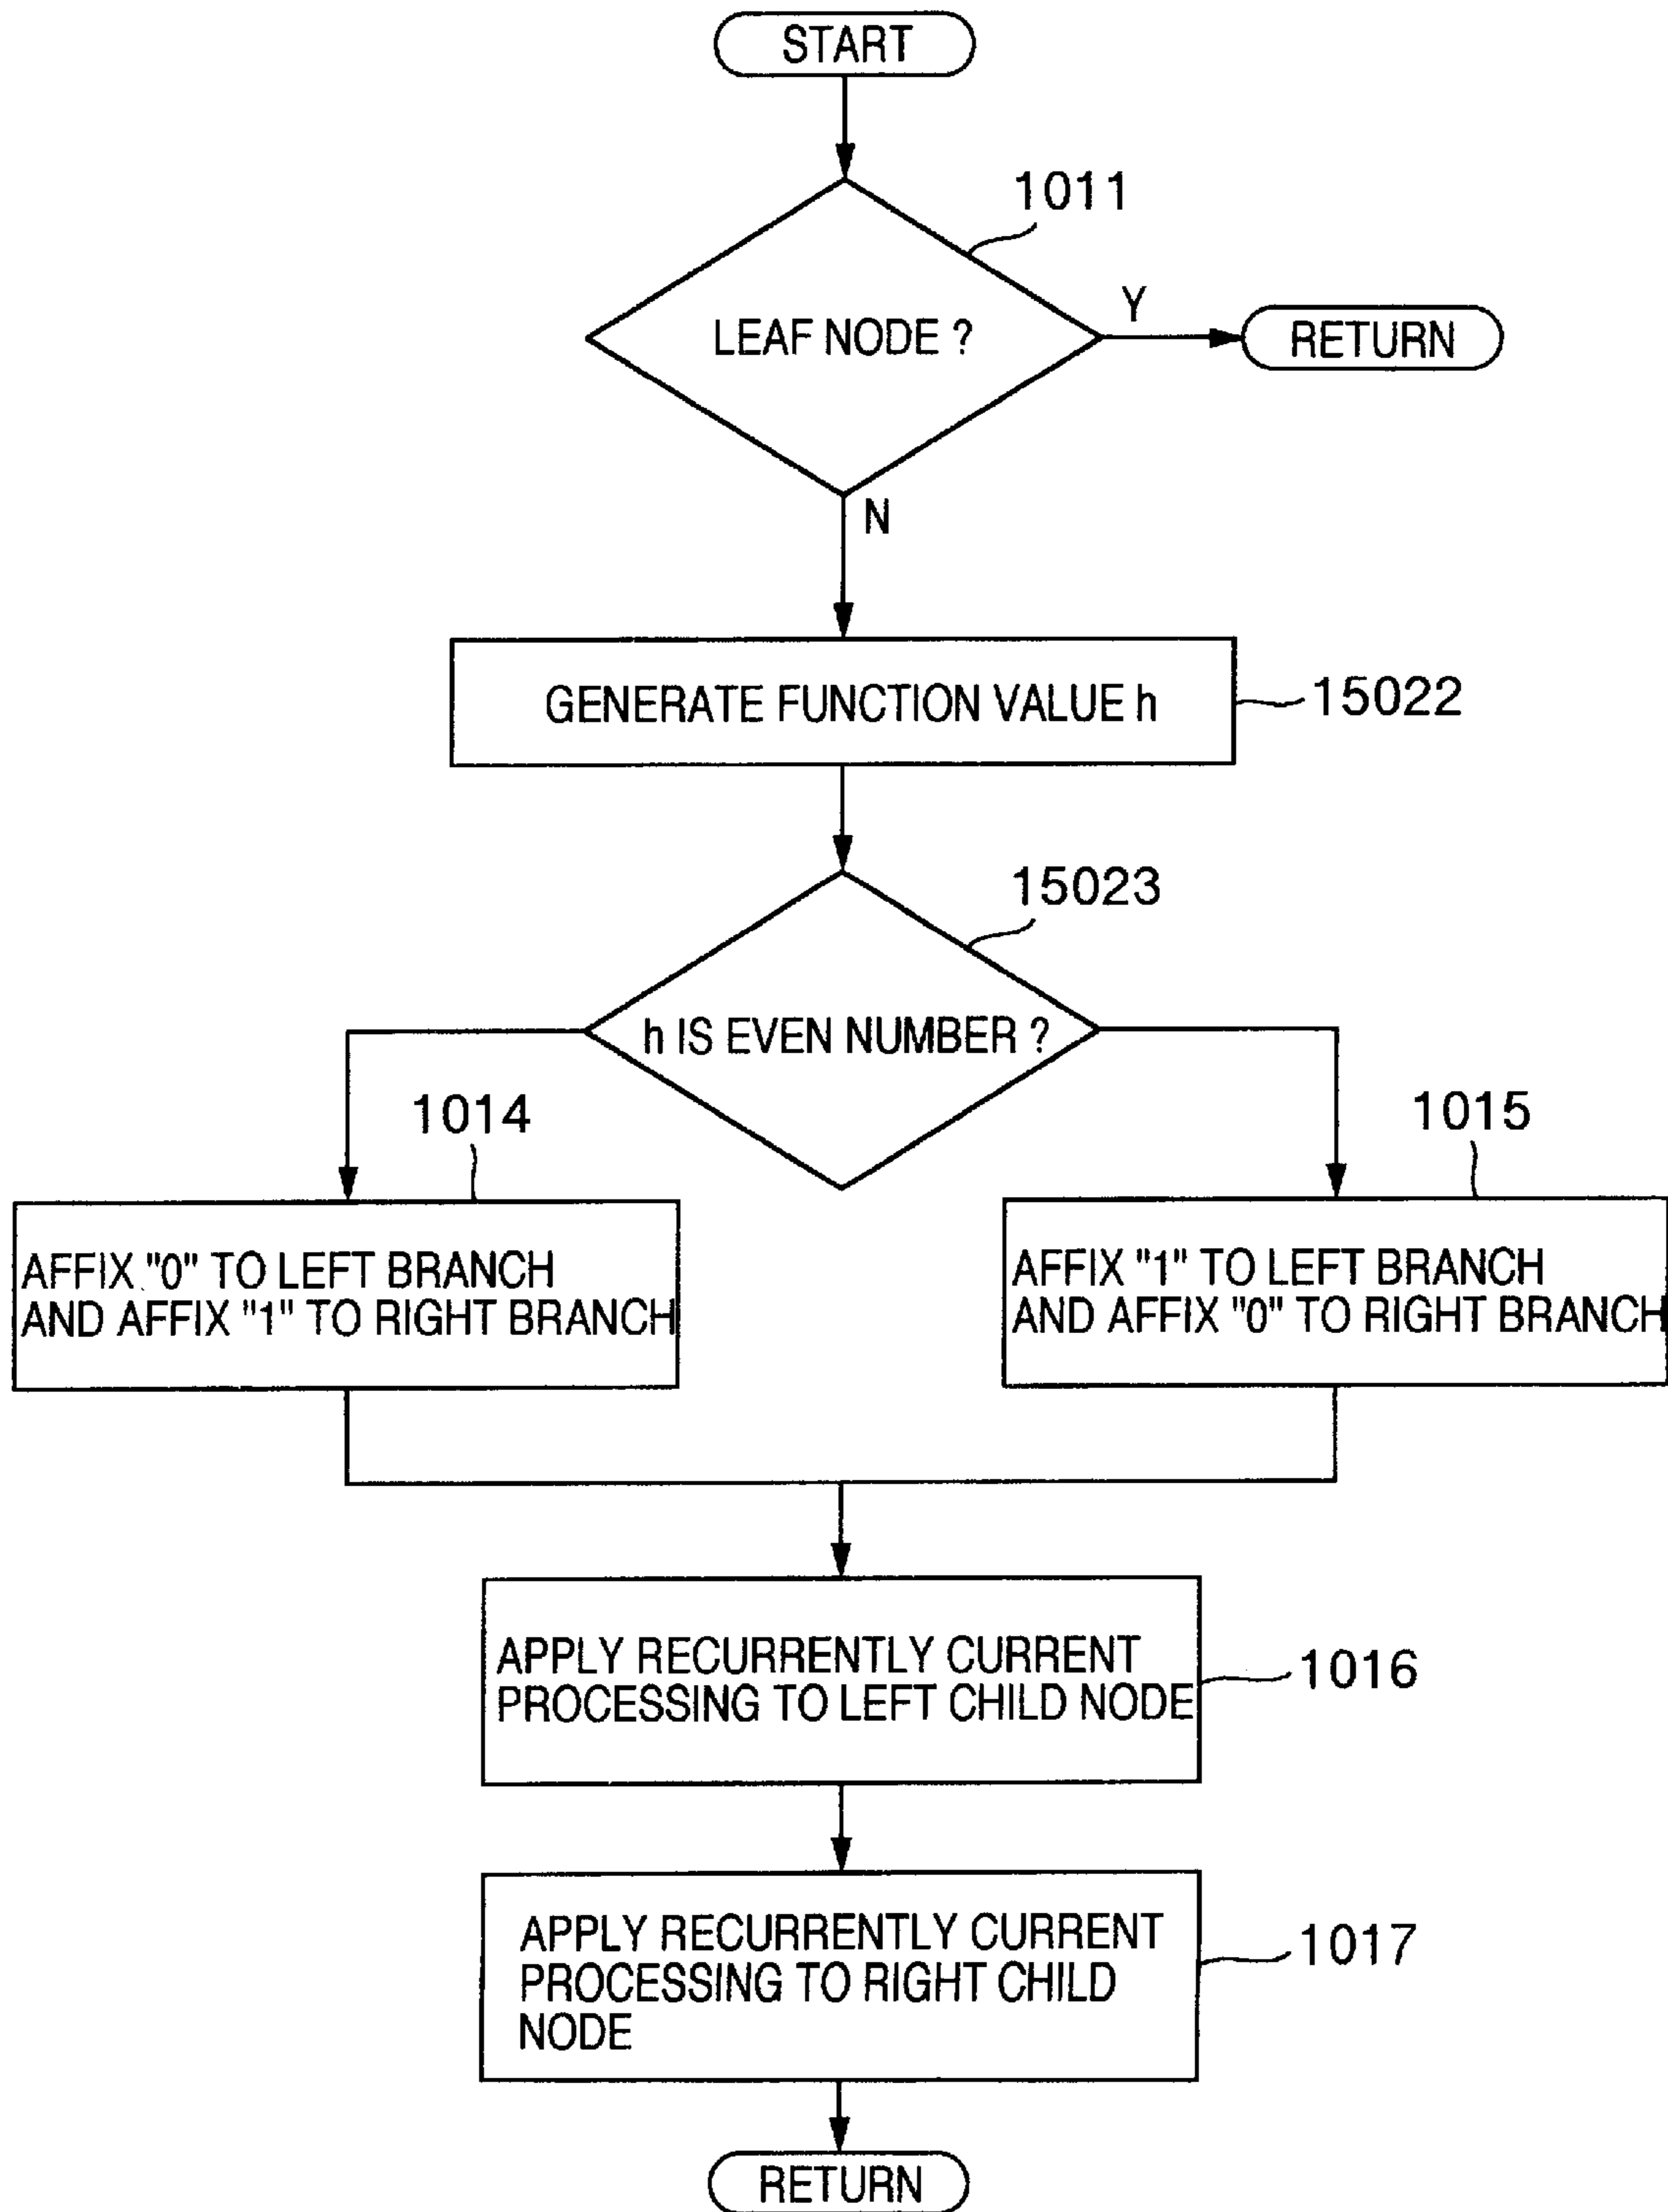 START
1011
LEAF NODE ?
Y
RETURN
N
GENERATE FUNCTION VALUE h
15022
15023
h IS EVEN NUMBER ?
1014
1015
AFFIX "0" TO LEFT BRANCH
AND AFFIX "1" TO RIGHT BRANCH
AFFIX "1" TO LEFT BRANCH
AND AFFIX "0" TO RIGHT BRANCH
APPLY RECURRENTLY CURRENT
PROCESSING TO LEFT CHILD NODE
1016
APPLY RECURRENTLY CURRENT
PROCESSING TO RIGHT CHILD
NODE
1017
RETURN